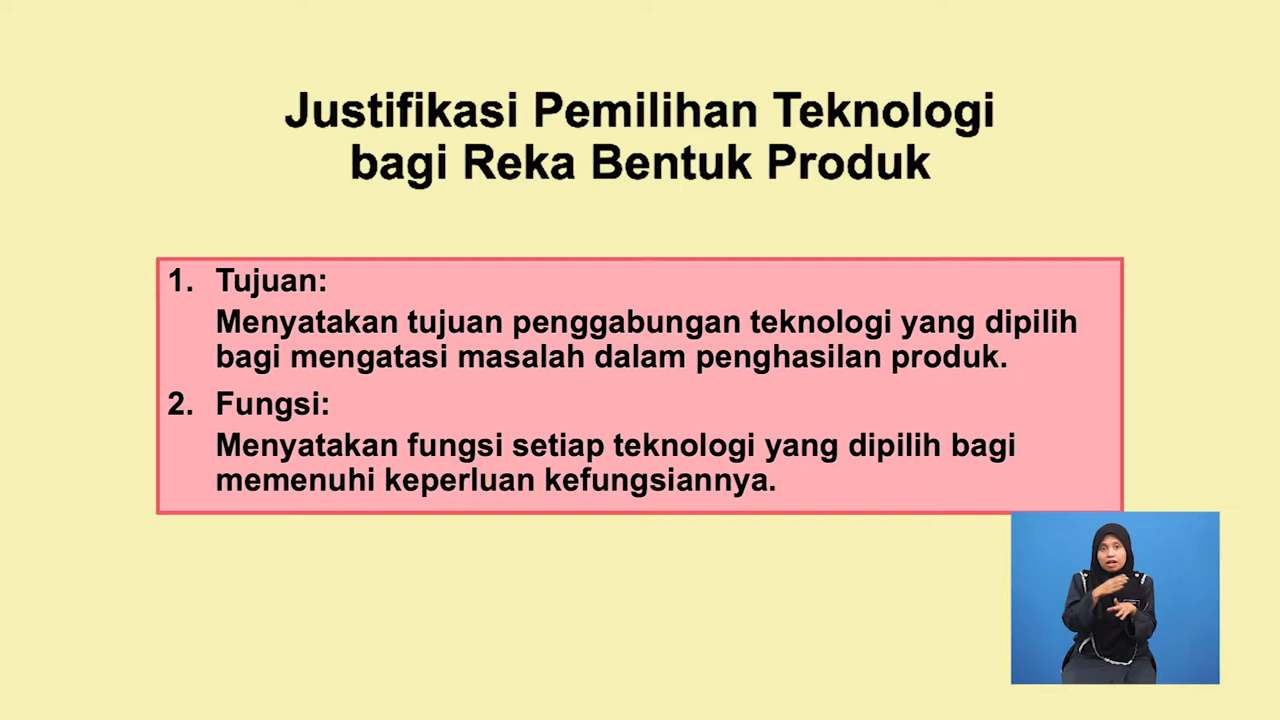 Justifikasi Pemilihan Teknologi
bagi Reka Bentuk Produk
1. Tujuan:
Menyatakan tujuan penggabungan teknologi yang dipilih
bagi mengatasi masalah dalam penghasilan produk.
2. Fungsi:
Menyatakan fungsi setiap teknologi yang dipilih bagi
memenuhi keperluan kefungsiannya.